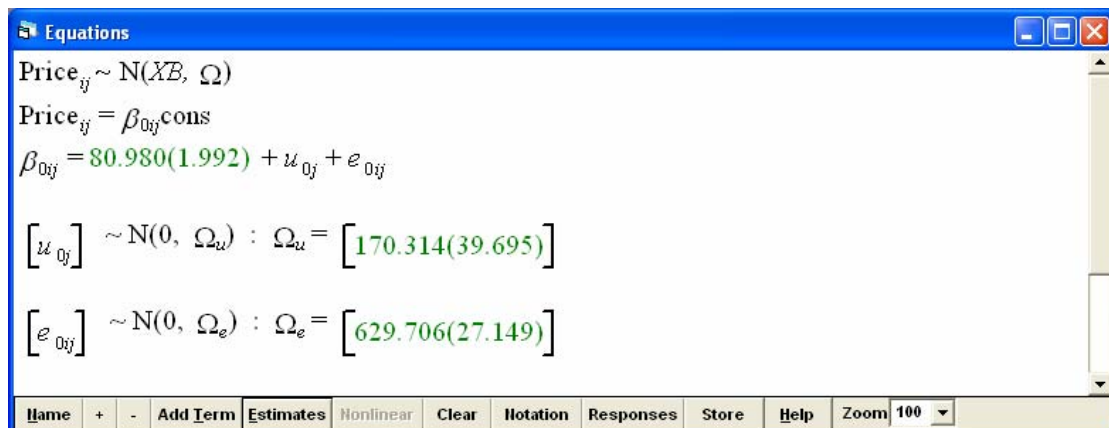 Equations
Price_ij ~ N(XB, Ω)
Price_ij = β_0ij cons
β_0ij = 80.980(1.992) + u_0j + e_0ij
[u_0j] ~ N(0, Ω_u) : Ω_u = [170.314(39.695)]
[e_0ij] ~ N(0, Ω_e) : Ω_e = [629.706(27.149)]
Name + - Add Term Estimates Nonlinear Clear Notation Responses Store Help Zoom 100